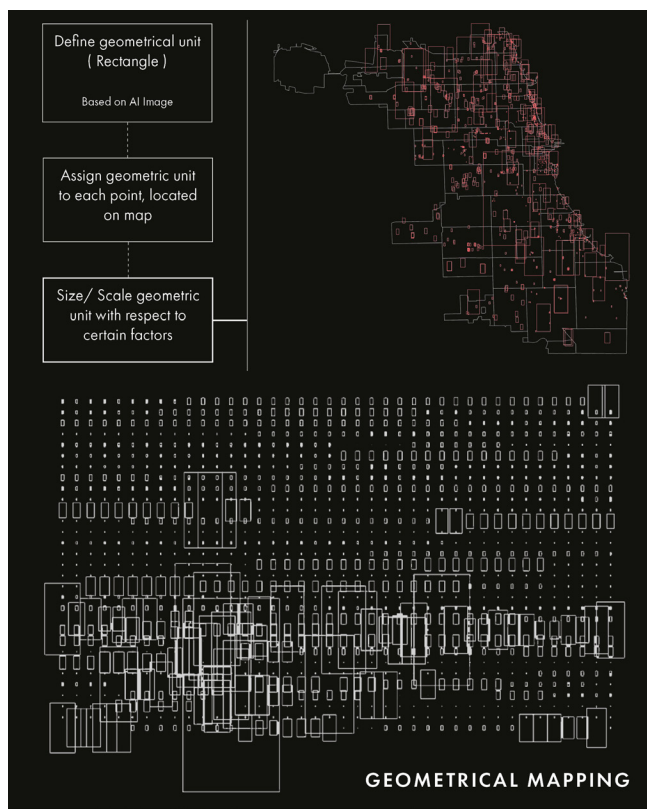 Define geometrical unit
( Rectangle )
Based on AI Image
Assign geometric unit
to each point, located
on map
Size/ Scale geometric
unit with respect to
certain factors
GEOMETRICAL MAPPING